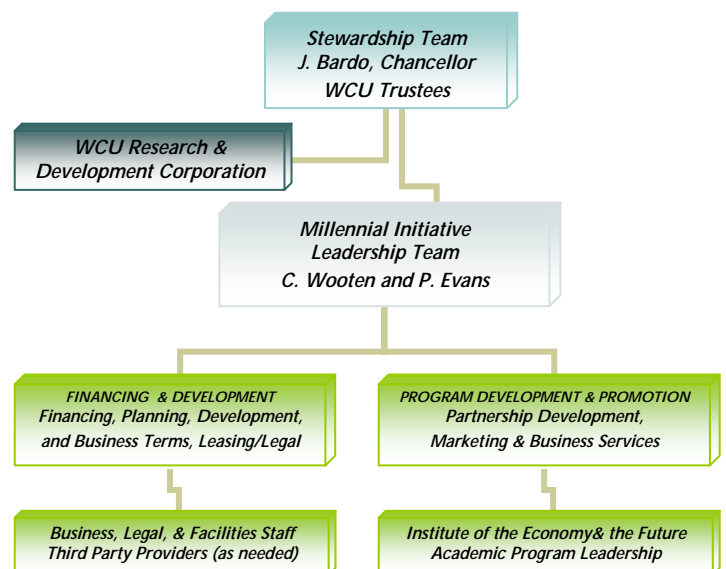 Stewardship Team
J. Bardo, Chancellor
WCU Trustees
WCU Research &
Development Corporation
Millennial Initiative
Leadership Team
C. Wooten and P. Evans
FINANCING & DEVELOPMENT
Financing, Planning, Development,
and Business Terms, Leasing/Legal
PROGRAM DEVELOPMENT & PROMOTION
Partnership Development,
Marketing & Business Services
Business, Legal, & Facilities Staff
Third Party Providers (as needed)
Institute of the Economy& the Future
Academic Program Leadership